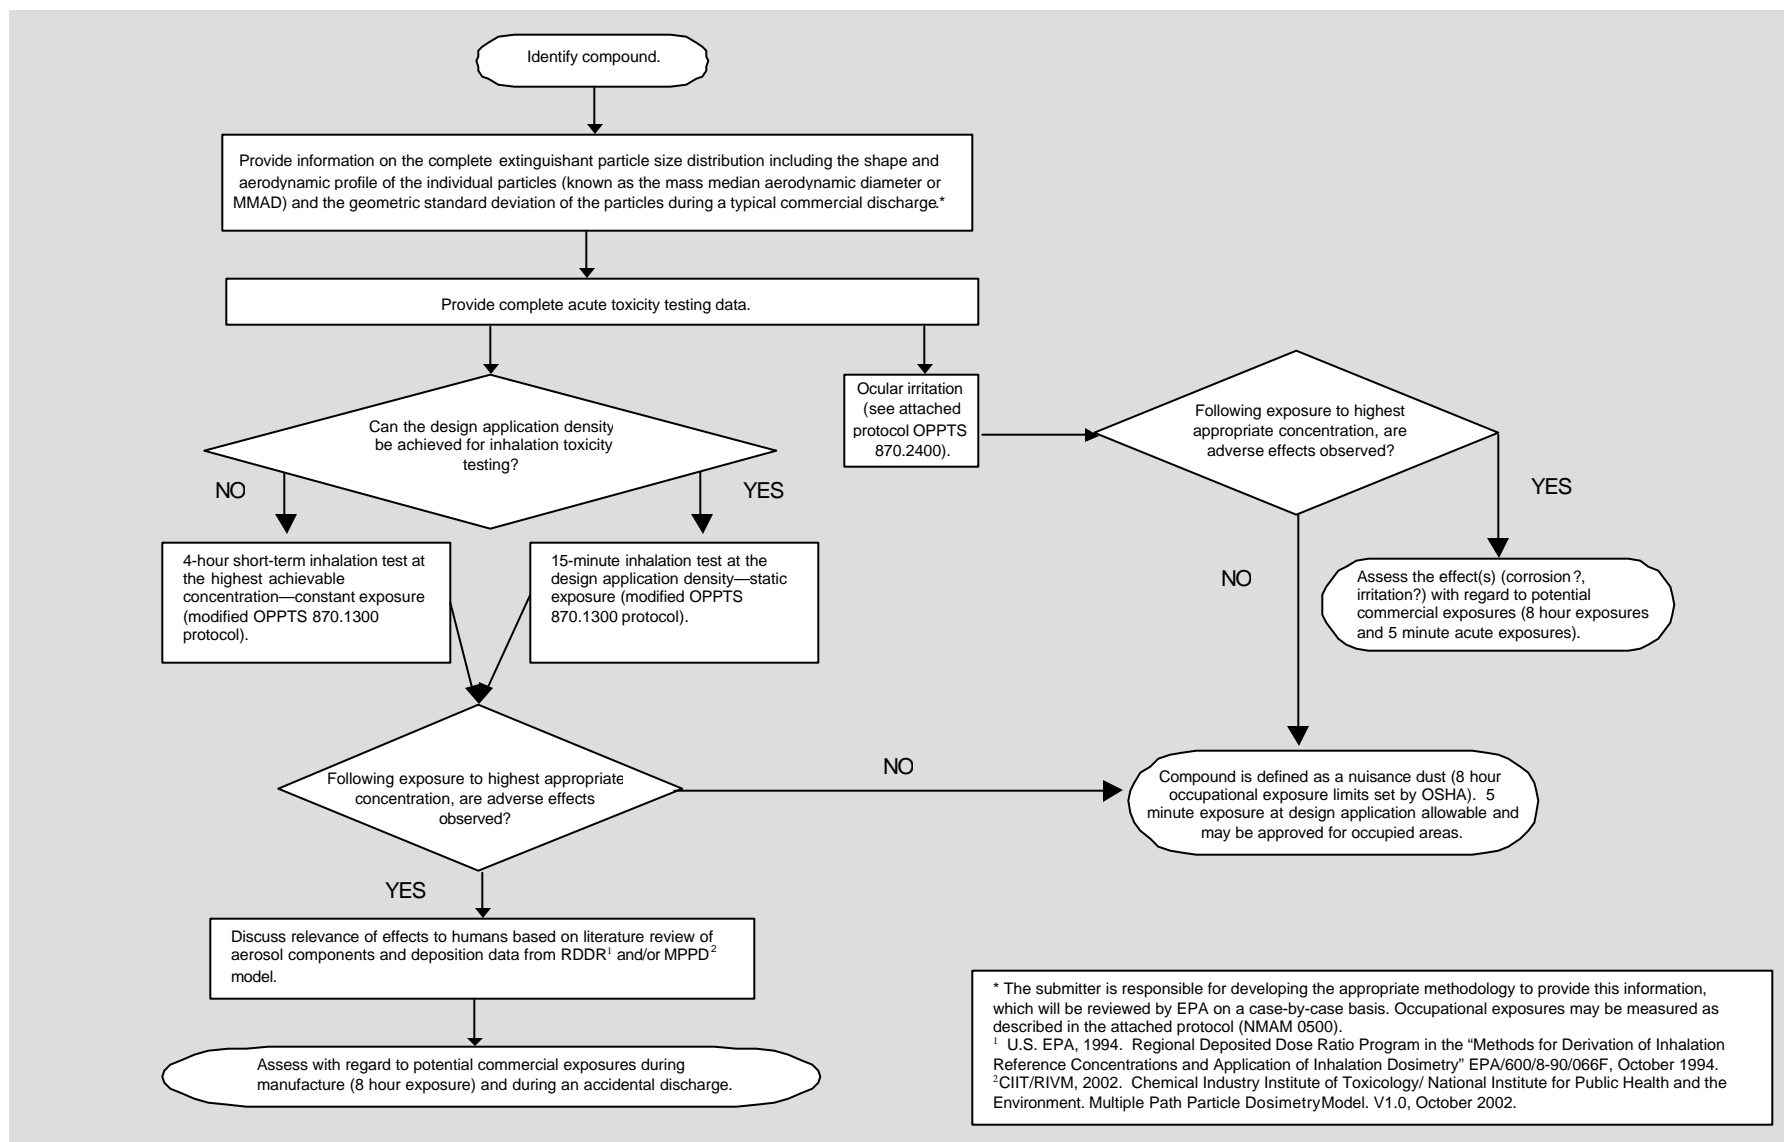 Identify compound.
Provide information on the complete extinguishant particle size distribution including the shape and
aerodynamic profile of the individual particles (known as the mass median aerodynamic diameter or
MMAD) and the geometric standard deviation of the particles during a typical commercial discharge.*
Provide complete acute toxicity testing data.
Can the design application density
be achieved for inhalation toxicity
testing?
NO
YES
Ocular irritation
(see attached
protocol OPPTS
870.2400).
Following exposure to highest
appropriate concentration, are
adverse effects observed?
YES
NO
4-hour short-term inhalation test at
the highest achievable
concentration—constant exposure
(modified OPPTS 870.1300
protocol).
15-minute inhalation test at the
design application density—static
exposure (modified OPPTS
870.1300 protocol).
Assess the effect(s) (corrosion?,
irritation?) with regard to potential
commercial exposures (8 hour exposures
and 5 minute acute exposures).
Following exposure to highest appropriate
concentration, are adverse effects
observed?
NO
YES
Compound is defined as a nuisance dust (8 hour
occupational exposure limits set by OSHA). 5
minute exposure at design application allowable and
may be approved for occupied areas.
Discuss relevance of effects to humans based on literature review of
aerosol components and deposition data from RDDR¹ and/or MPPD²
model.
Assess with regard to potential commercial exposures during
manufacture (8 hour exposure) and during an accidental discharge.
* The submitter is responsible for developing the appropriate methodology to provide this information,
which will be reviewed by EPA on a case-by-case basis. Occupational exposures may be measured as
described in the attached protocol (NMAM 0500).
¹ U.S. EPA, 1994. Regional Deposited Dose Ratio Program in the “Methods for Derivation of Inhalation
Reference Concentrations and Application of Inhalation Dosimetry” EPA/600/8-90/066F, October 1994.
²CIIT/RIVM, 2002. Chemical Industry Institute of Toxicology/ National Institute for Public Health and the
Environment. Multiple Path Particle Dosimetry Model. V1.0, October 2002.